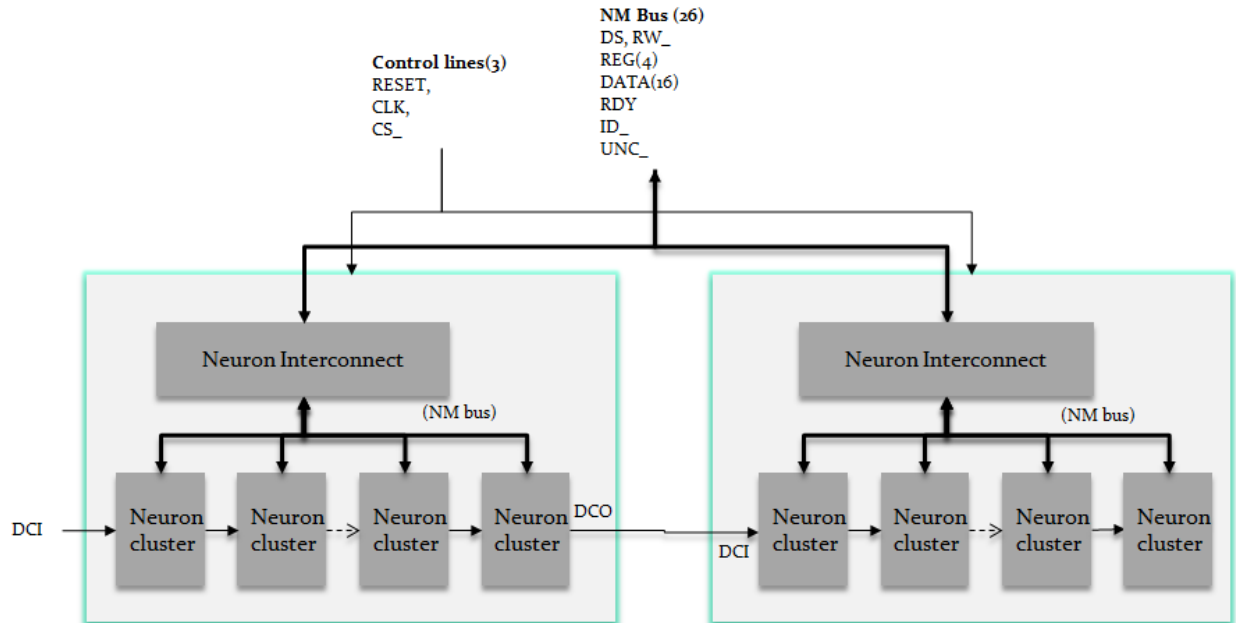 NM Bus (26)
DS, RW_
REG(4)
DATA(16)
RDY
ID_
UNC_
Control lines(3)
RESET,
CLK,
CS_
Neuron Interconnect
(NM bus)
Neuron
cluster
Neuron
cluster
Neuron
cluster
Neuron
cluster
DCI
DCO
Neuron Interconnect
(NM bus)
DCI
Neuron
cluster
Neuron
cluster
Neuron
cluster
Neuron
cluster